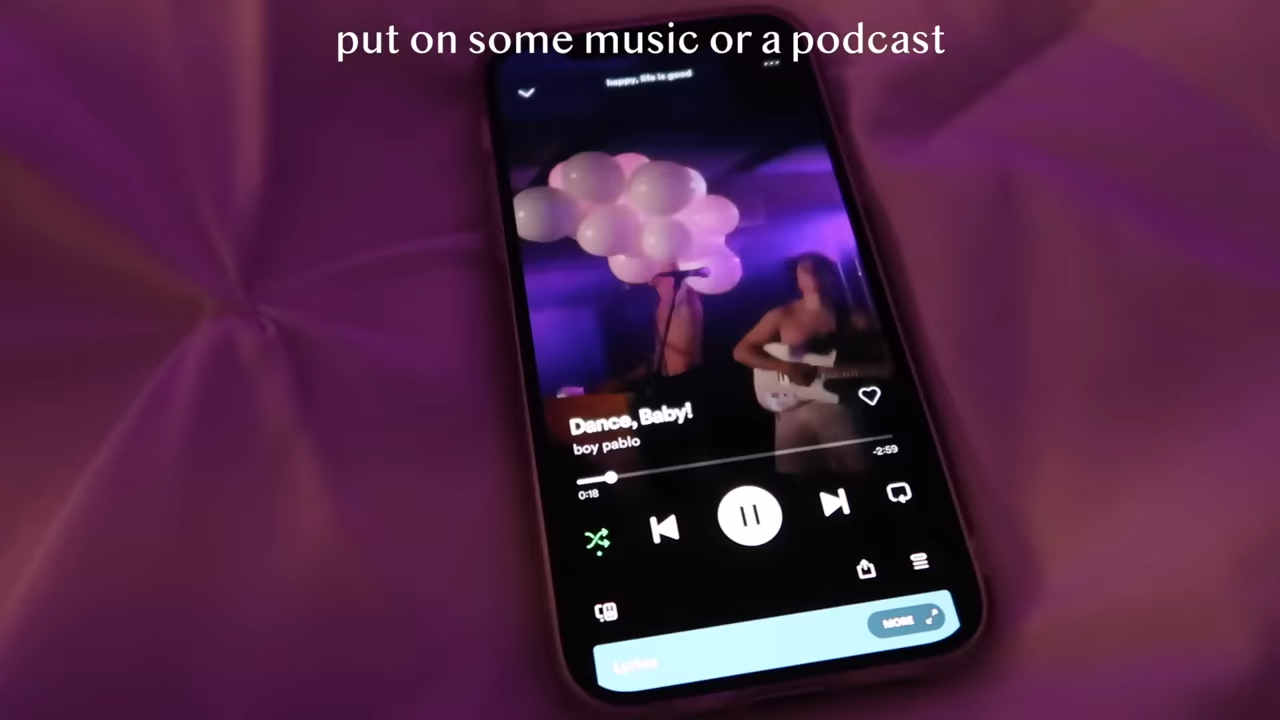 put on some music or a podcast
happy, life is good
Dance, Baby!
boy pablo
0:18
-2:59
MORE
Lyrics